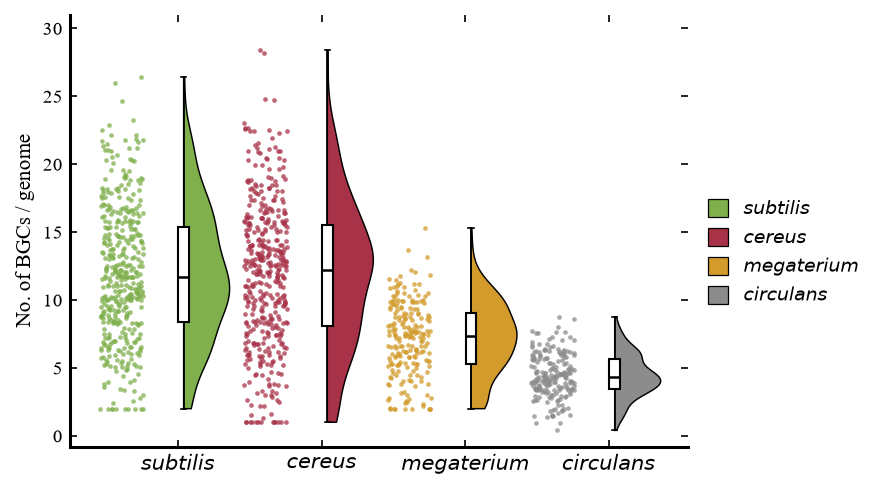 No. of BGCs / genome
30
25
20
15
10
5
0
subtilis
cereus
megaterium
circulans
subtilis
cereus
megaterium
circulans